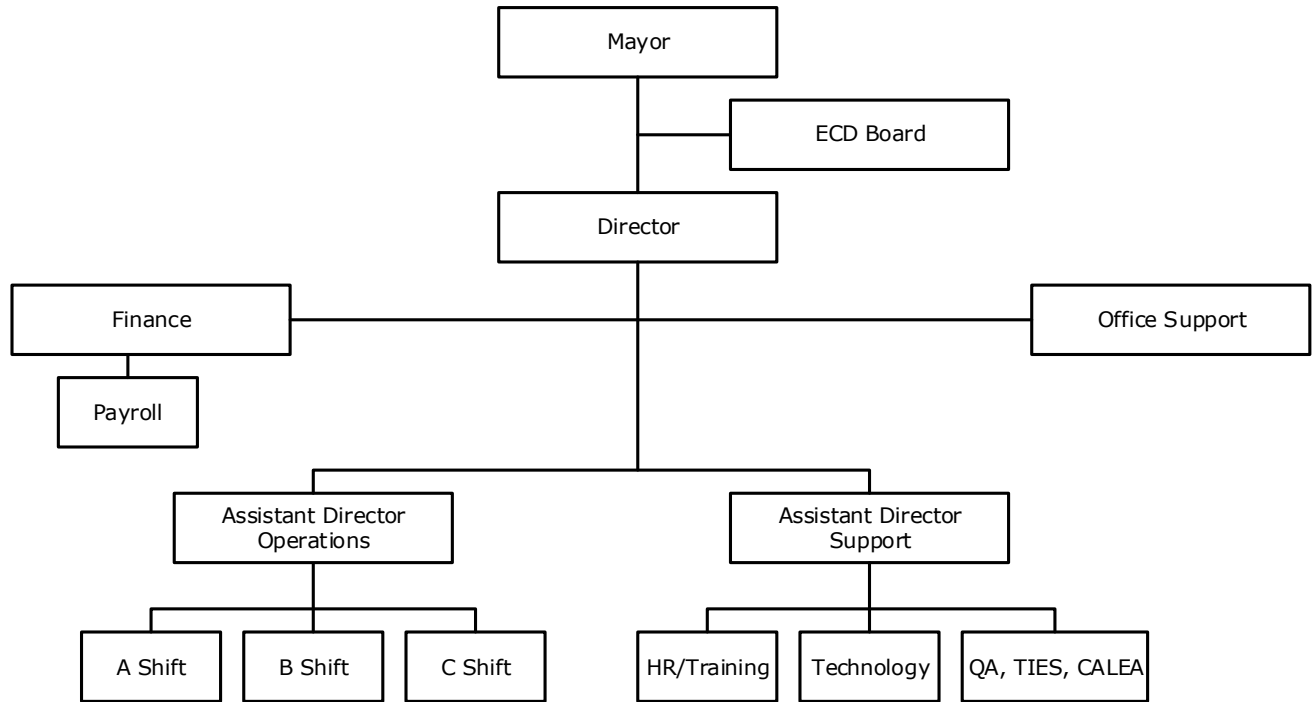 Mayor
ECD Board
Director
Finance
Office Support
Payroll
Assistant Director
Operations
Assistant Director
Support
A Shift
B Shift
C Shift
HR/Training
Technology
QA, TIES, CALEA